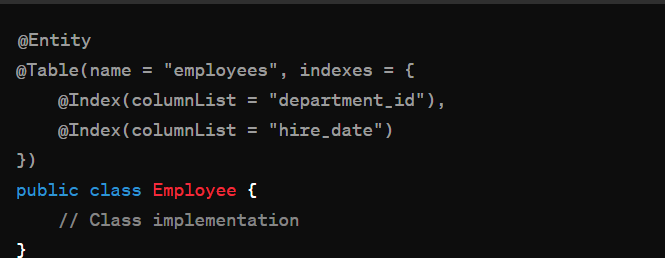 @Entity
@Table(name = "employees", indexes = {
    @Index(columnList = "department_id"),
    @Index(columnList = "hire_date")
})
public class Employee {
    // Class implementation
}